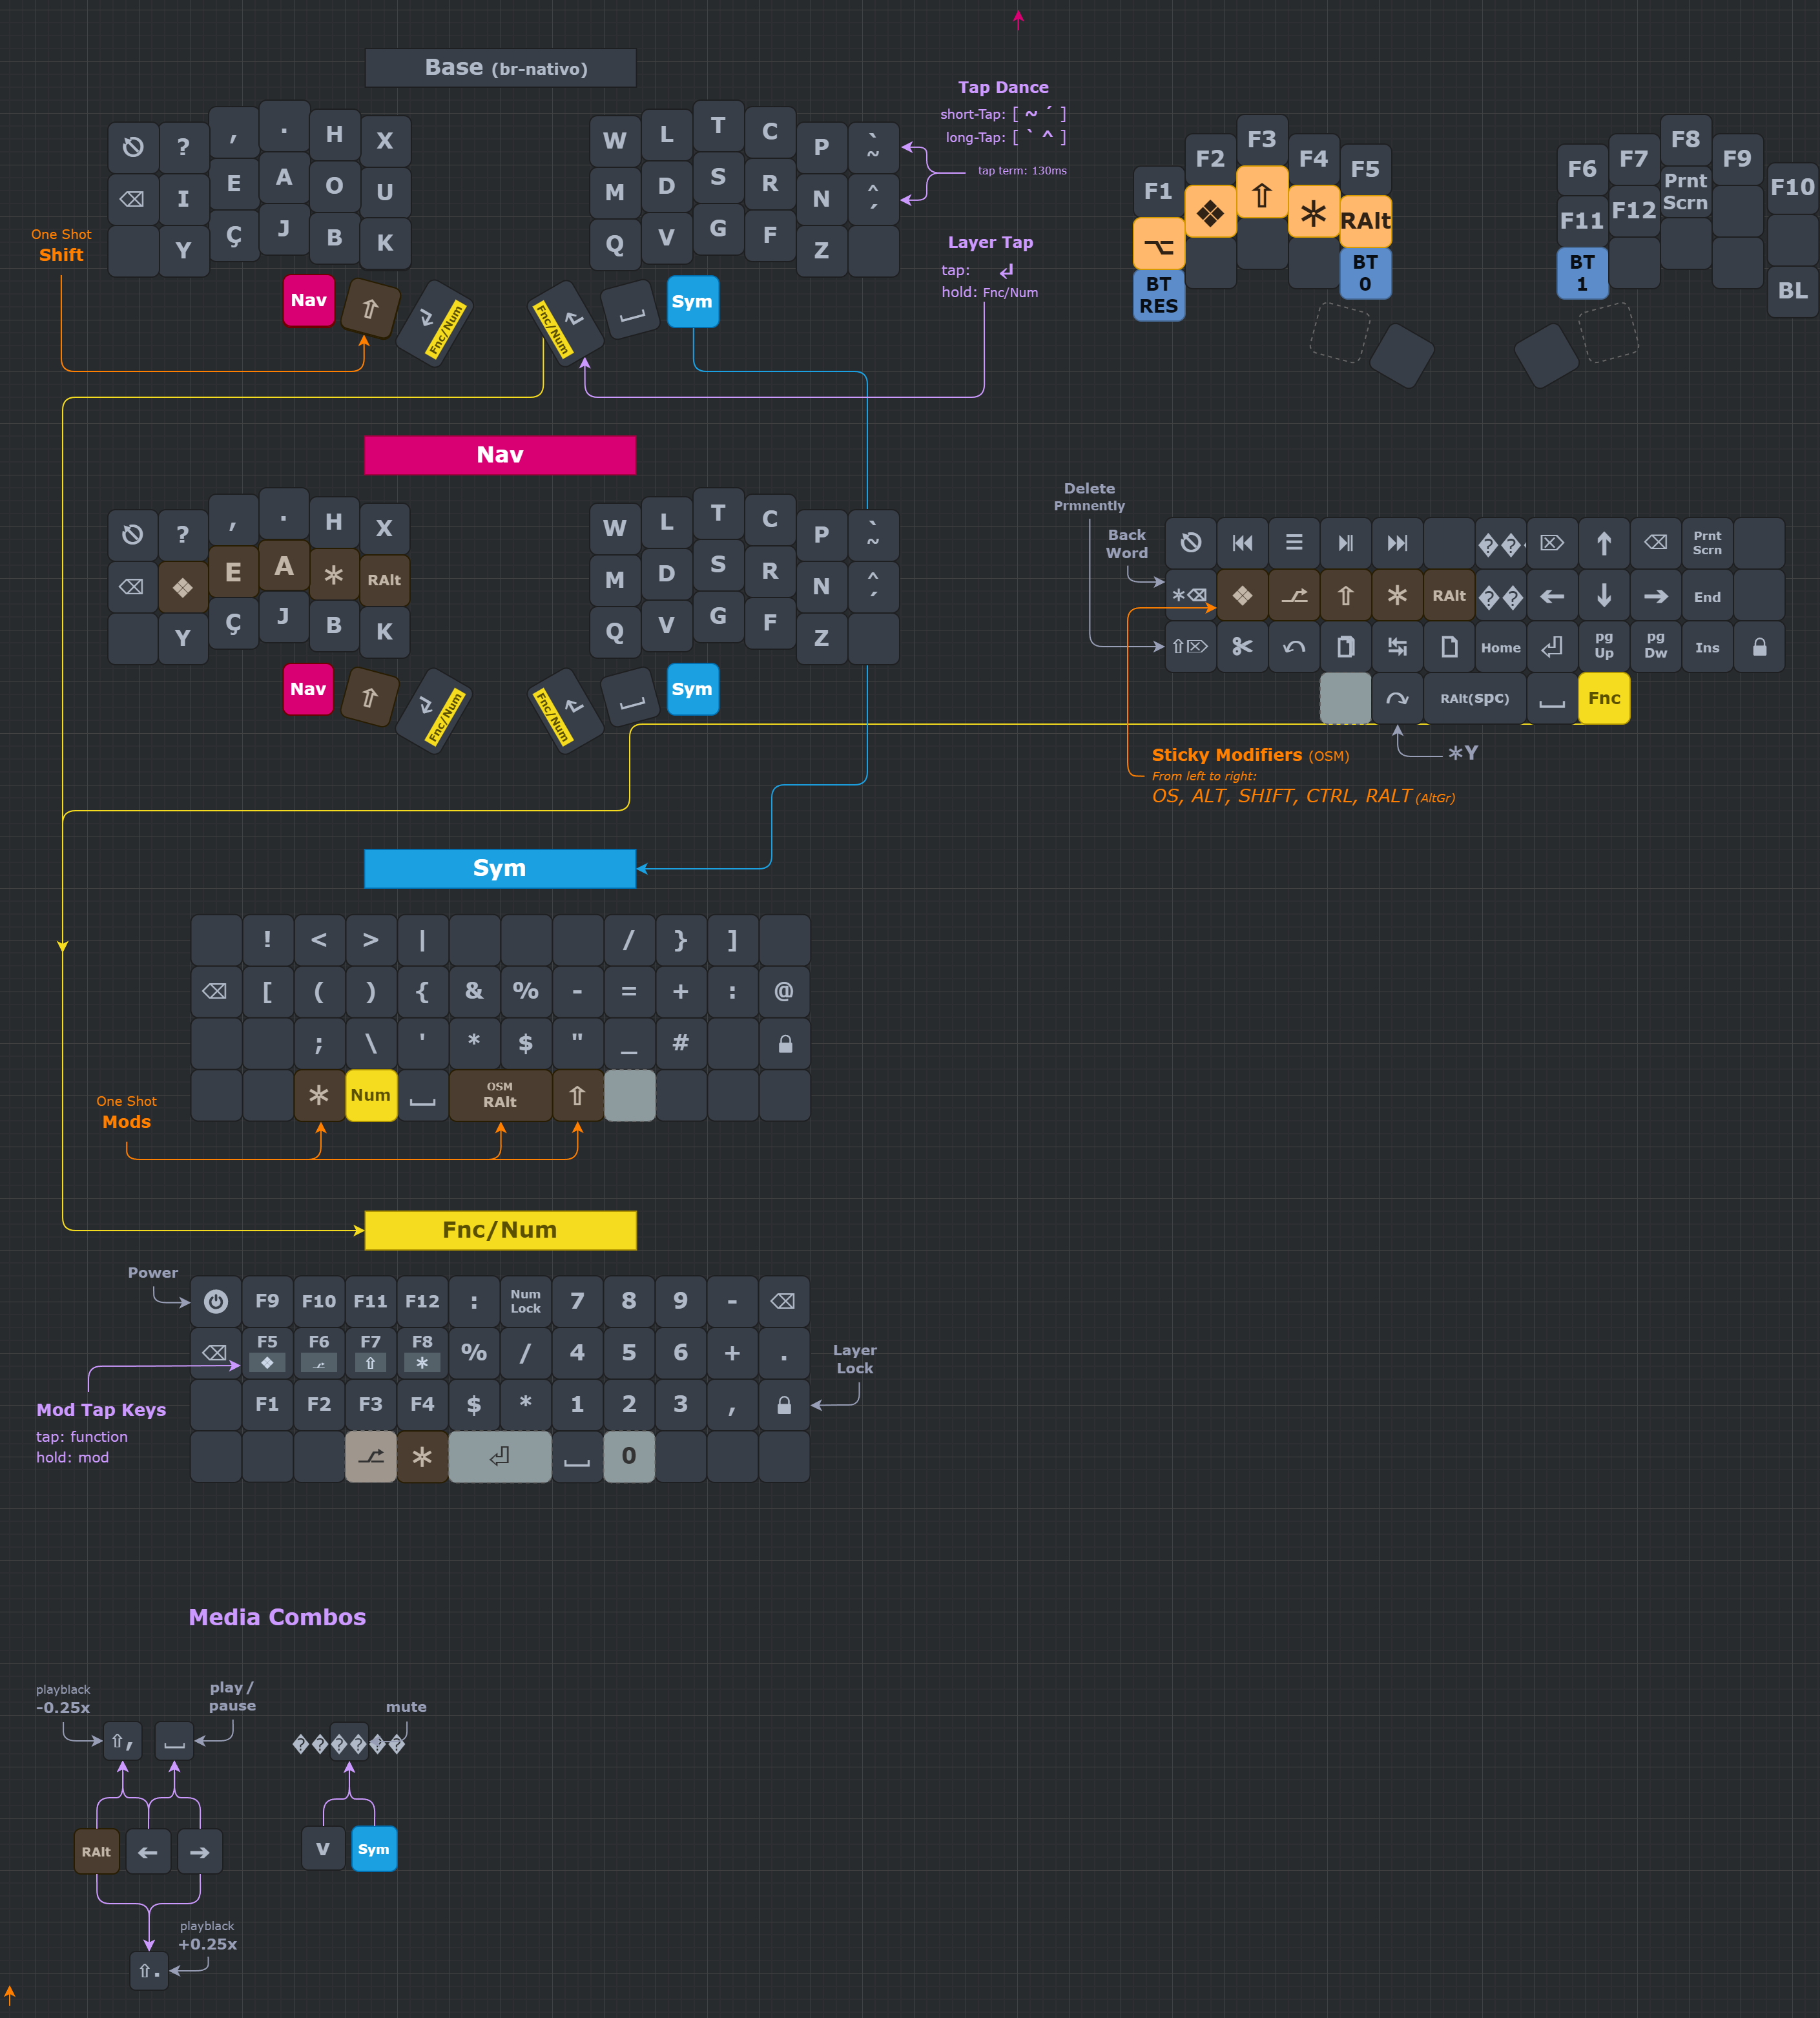 Base (br-nativo)
? , . H X
I E A O U
Y Ç J B K
W L T C P ` ~
M D S R N ^ ´
Q V G F Z
Nav ⇧ Fnc/Num
Fnc/Num Sym
One Shot
Shift
Tap Dance
short-Tap: [ ~ ´ ]
long-Tap: [ ` ^ ]
tap term: 130ms
Layer Tap
tap: ↲
hold: Fnc/Num
F1 F2 F3 F4 F5
⌥ ❖ ⇧ * RAlt
BT
RES
BT
0
F6 F7 F8 F9 F10
F11 F12 Prnt
Scrn
BT
1
BL
Nav
? , . H X
⌫ ❖ E A * RAlt
Y Ç J B K
W L T C P ` ~
M D S R N ^ ´
Q V G F Z
Nav ⇧ Fnc/Num
Fnc/Num Sym
Delete
Prmnently
Back
Word
�� ⌦ ↑ ⌫ Prnt
Scrn
*⌫ ❖ ⇧ * RAlt �� ← ↓ → End
⇧⌦ Home pg
Up pg
Dw Ins
RAlt(spc) Fnc
*Y
Sticky Modifiers (OSM)
From left to right:
OS, ALT, SHIFT, CTRL, RALT (AltGr)
Sym
! < > | / } ]
⌫ [ ( ) { & % - = + : @
; \ ' * $ " _ #
* Num OSM
RAlt ⇧
One Shot
Mods
Fnc/Num
Power
F9 F10 F11 F12 : Num
Lock 7 8 9 - ⌫
⌫ F5 F6 F7 F8 % / 4 5 6 + .
❖ ⇧ *
F1 F2 F3 F4 $ * 1 2 3 ,
* 0
Layer
Lock
Mod Tap Keys
tap: function
hold: mod
Media Combos
playblack
-0.25x
play /
pause
mute
⇧,
������
RAlt ← →
v Sym
playblack
+0.25x
⇧.